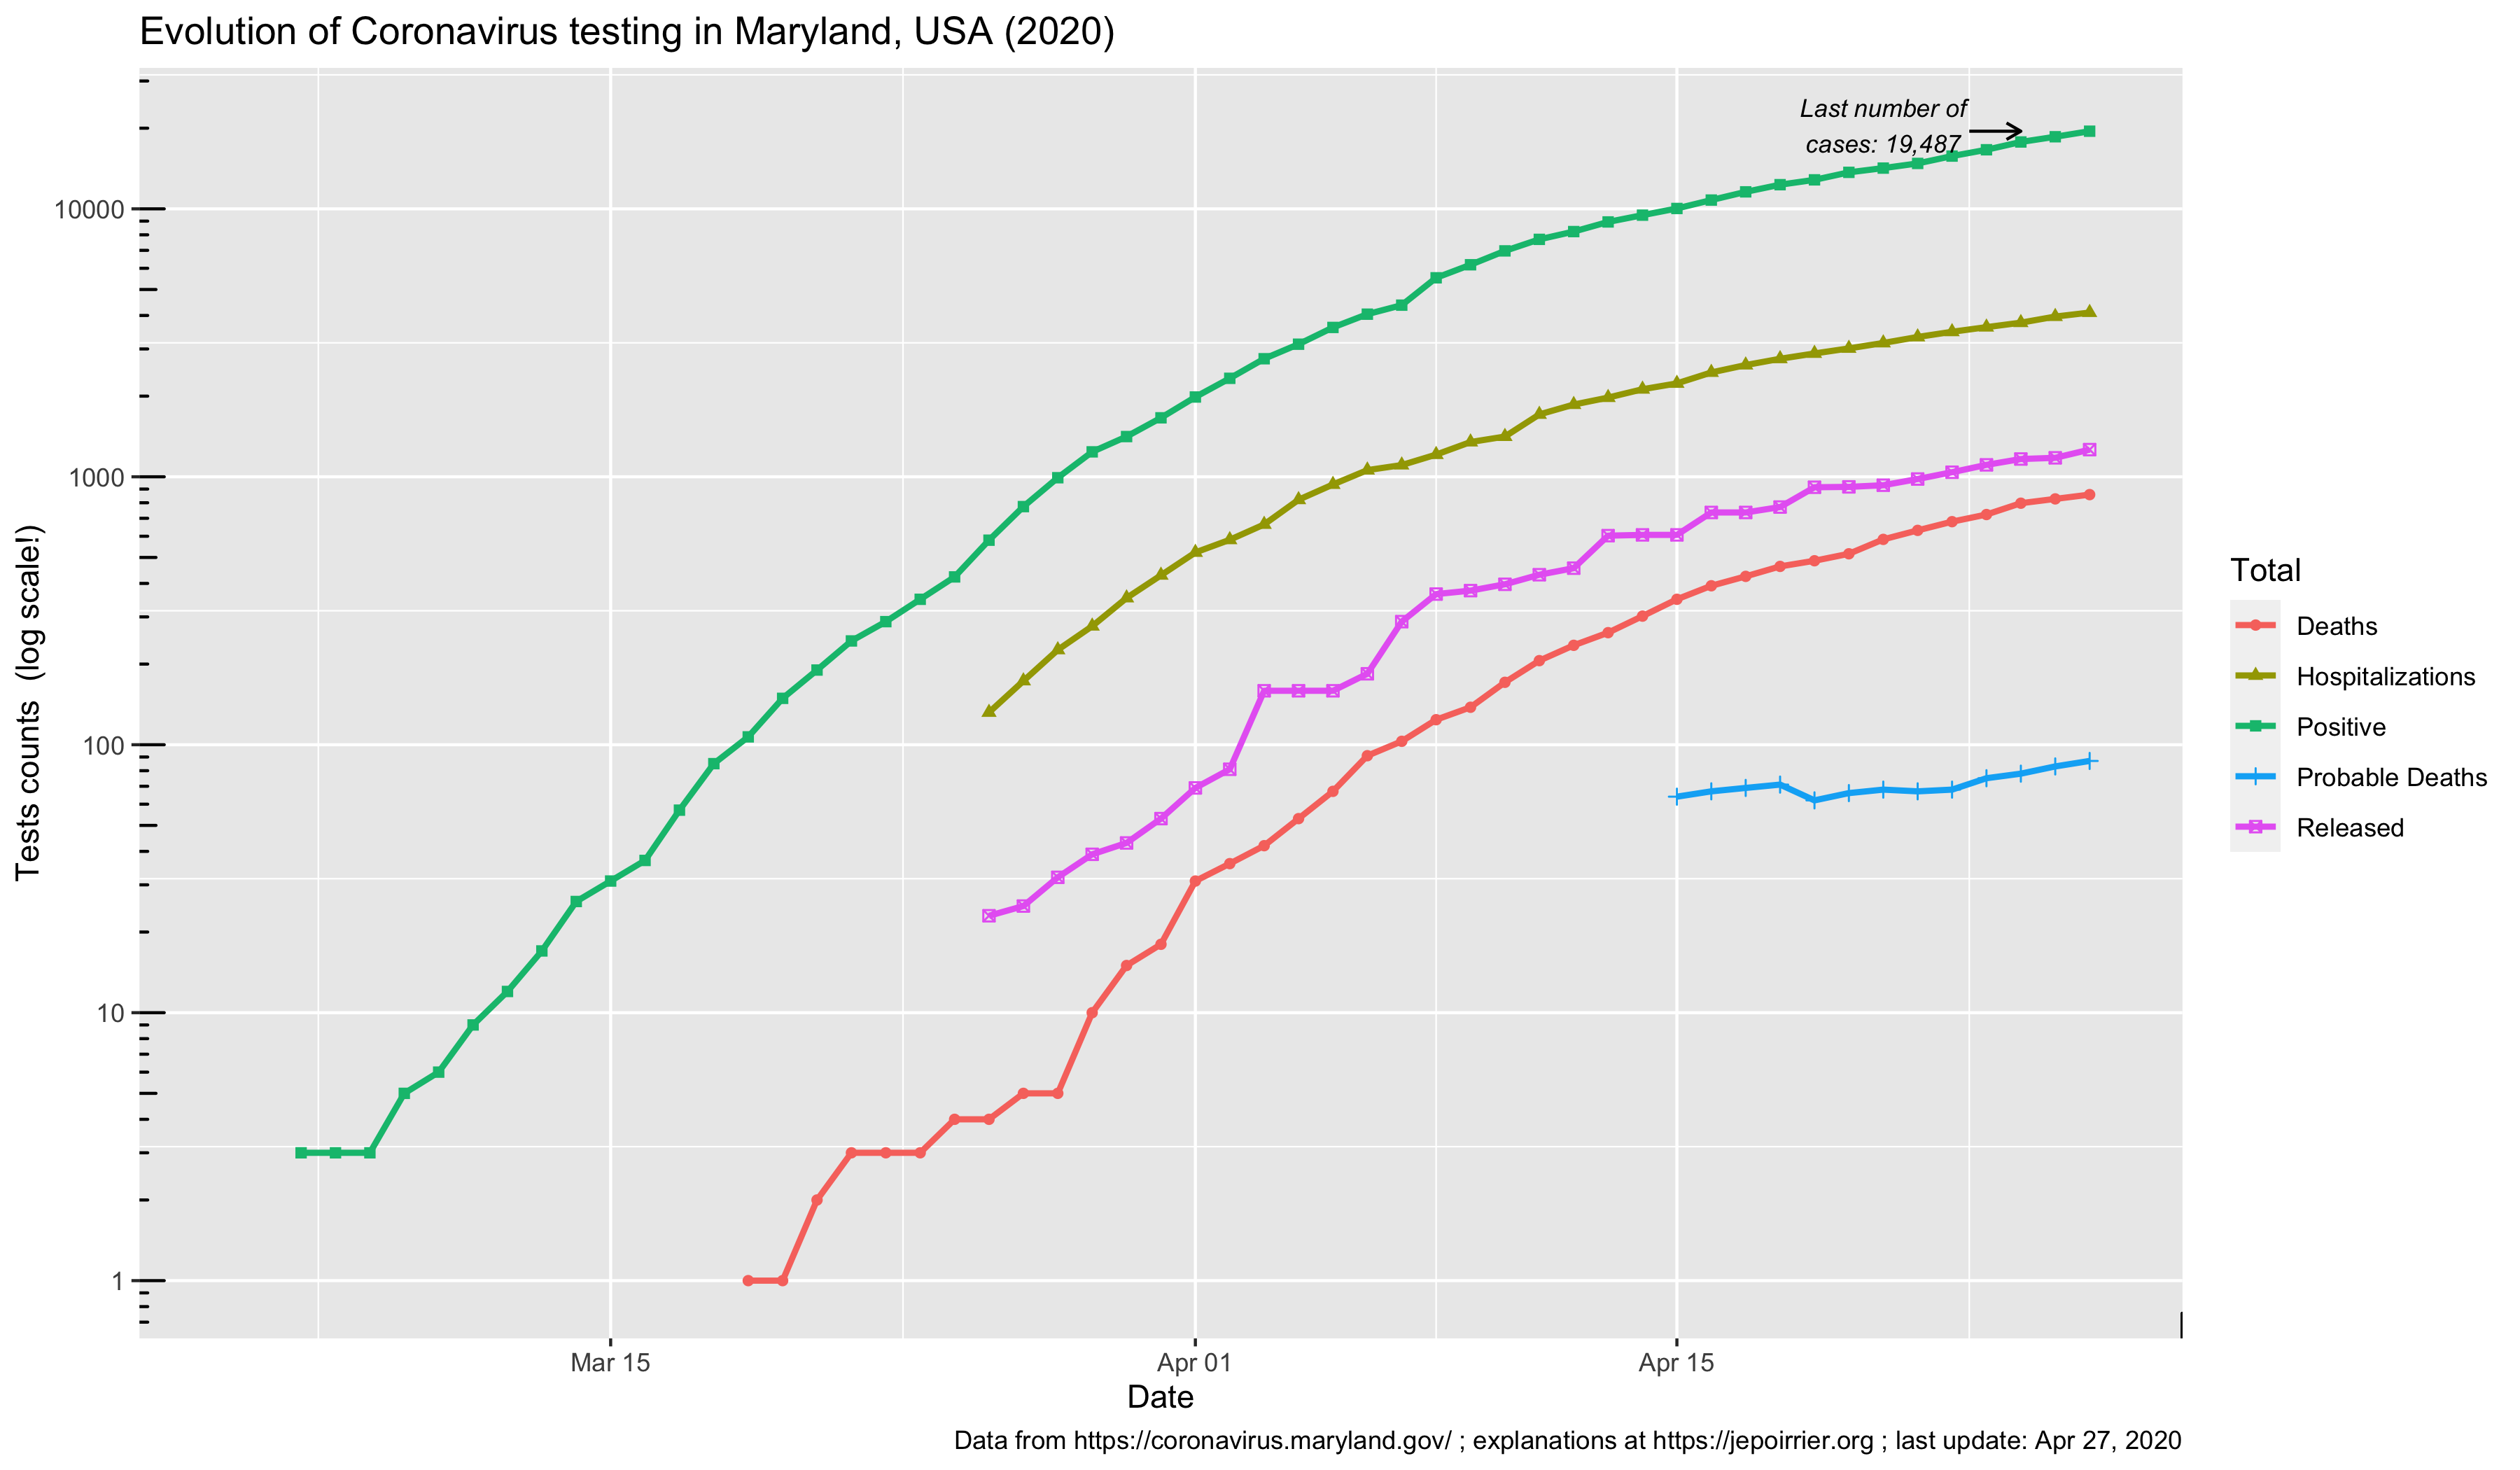 Evolution of Coronavirus testing in Maryland, USA (2020)
Last number of
cases: 19,487
10000
1000
100
10
1
Tests counts  (log scale!)
Mar 15
Apr 01
Apr 15
Date
Total
Deaths
Hospitalizations
Positive
Probable Deaths
Released
Data from https://coronavirus.maryland.gov/ ; explanations at https://jepoirrier.org ; last update: Apr 27, 2020